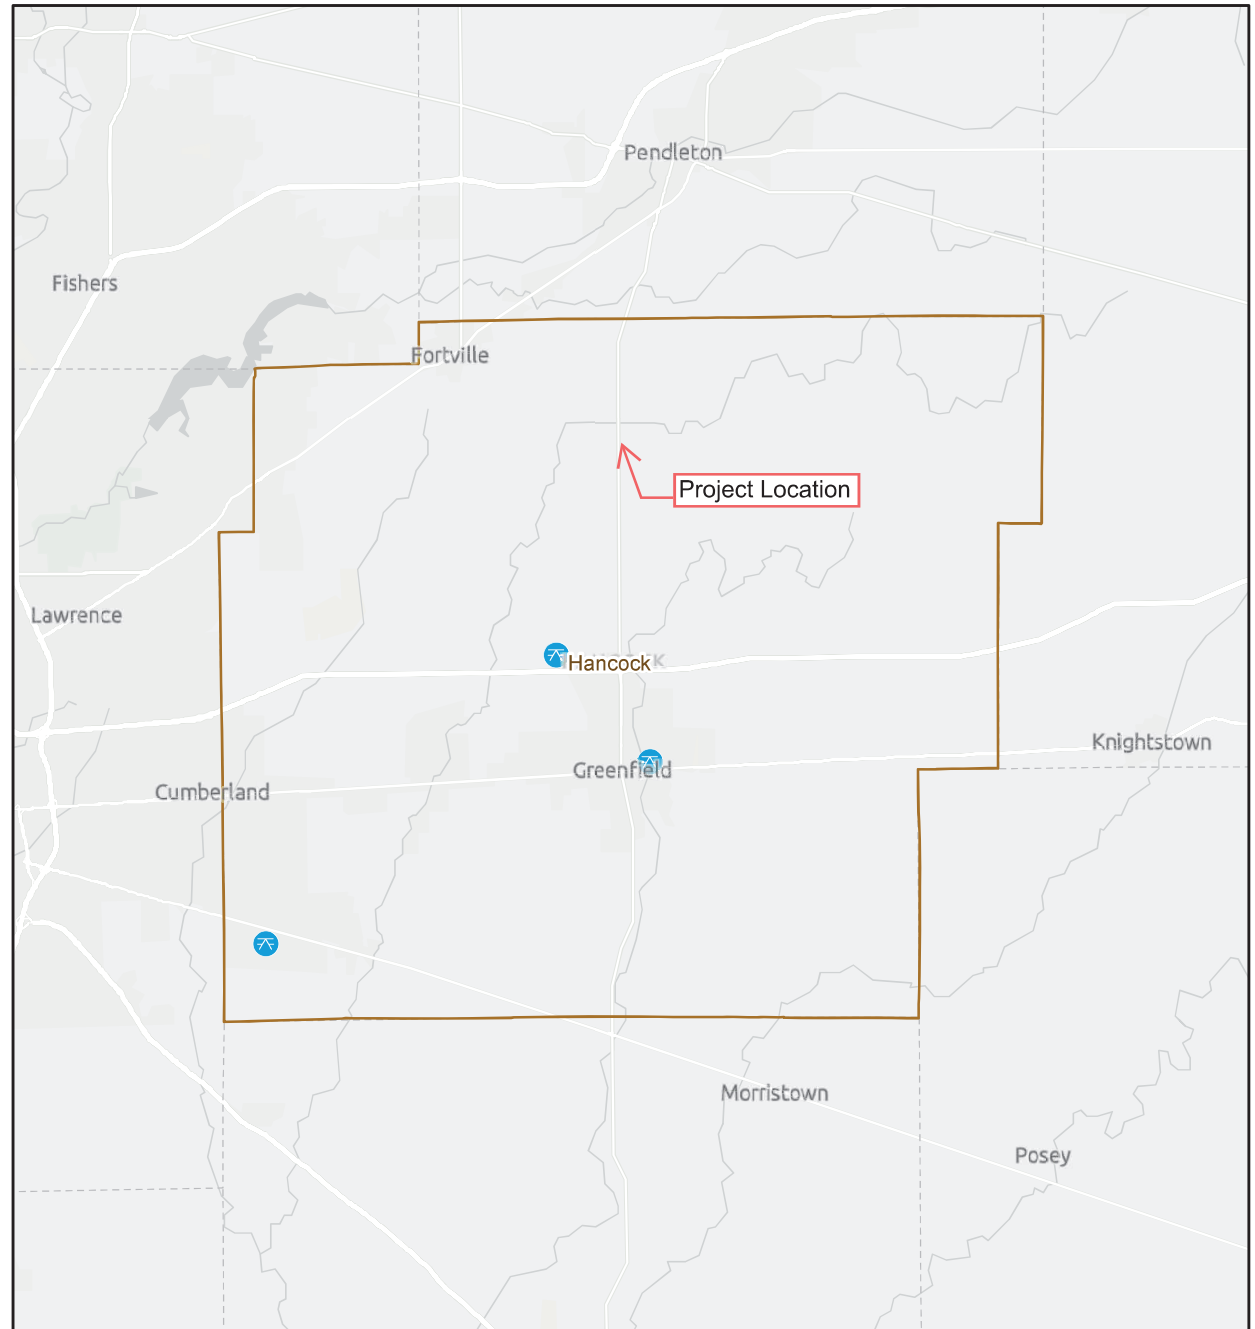 Pendleton
Fishers
Fortville
Project Location
Lawrence
Hancock
Knightstown
Greenfield
Cumberland
Morristown
Posey